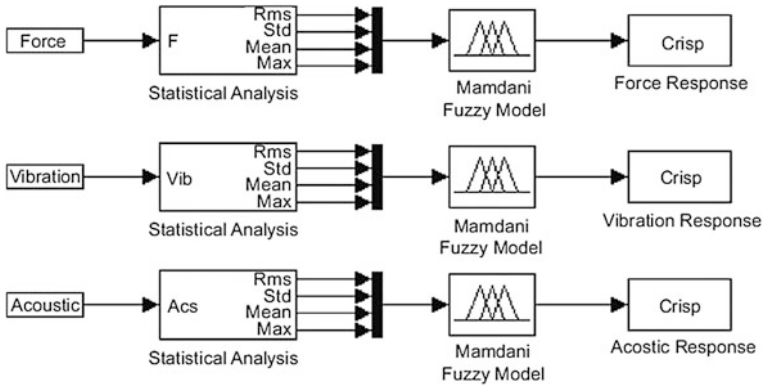 Force
F
Rms
Std
Mean
Max
Statistical Analysis
Mamdani
Fuzzy Model
Crisp
Force Response
Vibration
Vib
Rms
Std
Mean
Max
Statistical Analysis
Mamdani
Fuzzy Model
Crisp
Vibration Response
Acoustic
Acs
Rms
Std
Mean
Max
Statistical Analysis
Mamdani
Fuzzy Model
Crisp
Acostic Response